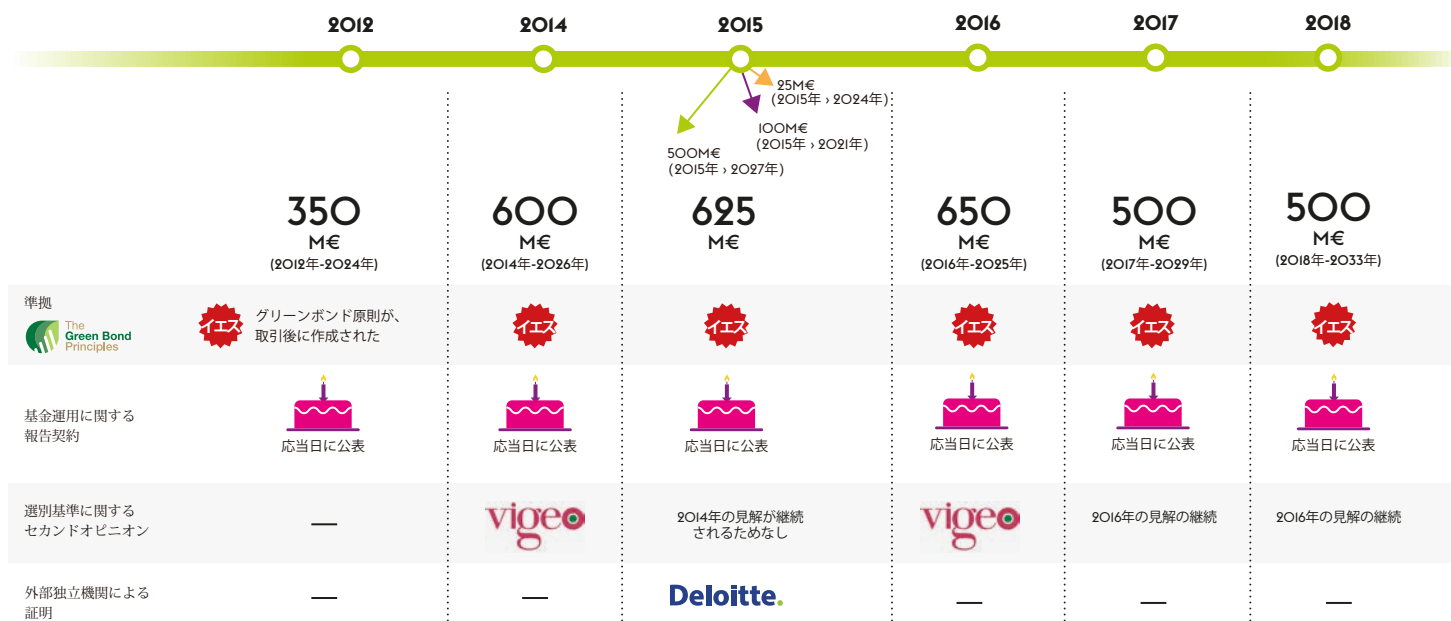 2012
2014
2015
2016
2017
2018
25M€
(2015年 › 2024年)
100M€
(2015年 › 2021年)
500M€
(2015年 › 2027年)
350
M€
(2012年-2024年)
600
M€
(2014年-2026年)
625
M€
650
M€
(2016年-2025年)
500
M€
(2017年-2029年)
500
M€
(2018年-2033年)
準拠
The
Green Bond
Principles
イエス
グリーンボンド原則が、
取引後に作成された
イエス
イエス
イエス
イエス
イエス
基金運用に関する
報告契約
応当日に公表
応当日に公表
応当日に公表
応当日に公表
応当日に公表
応当日に公表
選別基準に関する
セカンドオピニオン
—
vigeo
2014年の見解が継続
されるためなし
vigeo
2016年の見解の継続
2016年の見解の継続
外部独立機関による
証明
—
—
Deloitte.
—
—
—